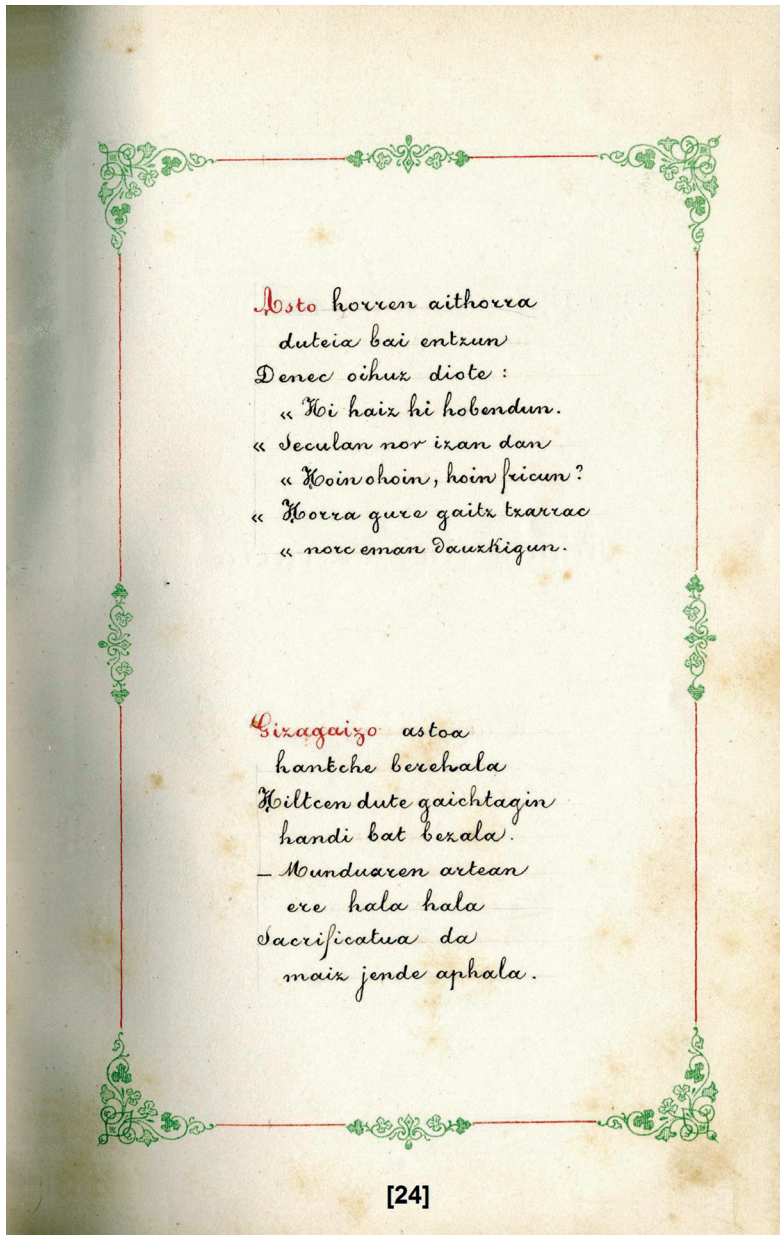 Asto horren aithorra
duteia bai entzun
Denec oihuz diote :
« Hi haiz hi hobendun.
« Seculan nor izan dan
« Hoin ohoin, hoin fricun ?
« Horra gure gaitz tzarrac
« norc eman dauzkigun.
Gizagaizo astoa
hantche berehala
Hiltcen dute gaichtagin
handi bat bezala.
– Munduaren artean
ere hala hala
Sacrificatua da
maiz jende aphala.
[24]